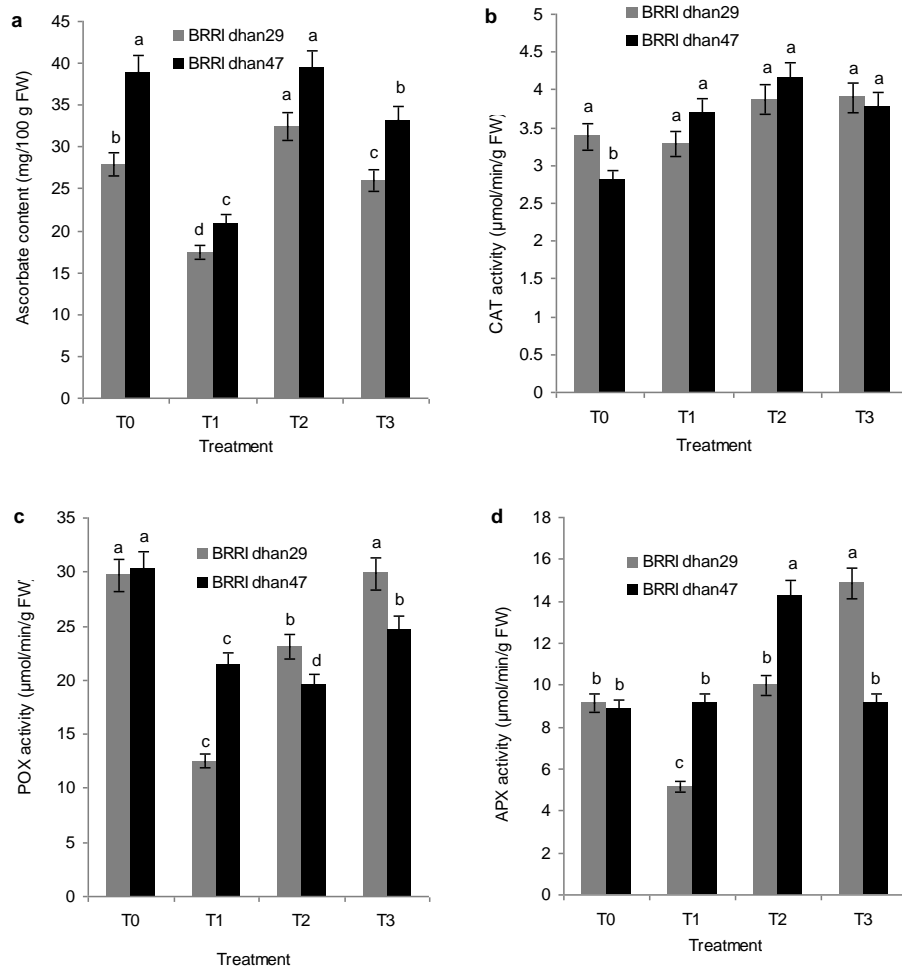 a
BRRI dhan29
BRRI dhan47
Ascorbate content (mg/100 g FW)
45
40
35
30
25
20
15
10
5
0
b a d c a a c b
T0 T1 T2 T3
Treatment
b
BRRI dhan29
BRRI dhan47
CAT activity (µmol/min/g FW)
5
4.5
4
3.5
3
2.5
2
1.5
1
0.5
0
a b a a a a a a
T0 T1 T2 T3
Treatment
c
BRRI dhan29
BRRI dhan47
POX activity (µmol/min/g FW)
35
30
25
20
15
10
5
0
a a c c b d a b
T0 T1 T2 T3
Treatment
d
BRRI dhan29
BRRI dhan47
APX activity (µmol/min/g FW)
18
16
14
12
10
8
6
4
2
0
b b c b b a a b
T0 T1 T2 T3
Treatment